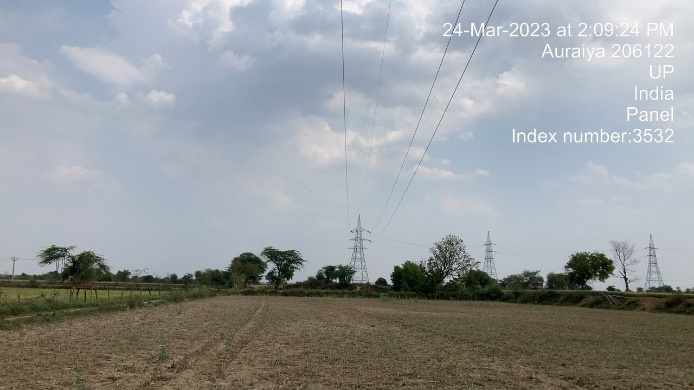 24-Mar-2023 at 2:09:24 PM
Auraiya 206122
UP
India
Panel
Index number:3532